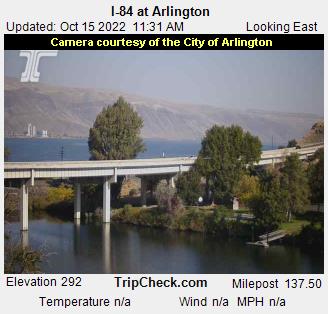 I-84 at Arlington
Updated: Oct 15 2022 11:31 AM Looking East
Camera courtesy of the City of Arlington
Elevation 292 TripCheck.com Milepost 137.50
Temperature n/a Wind n/a MPH n/a